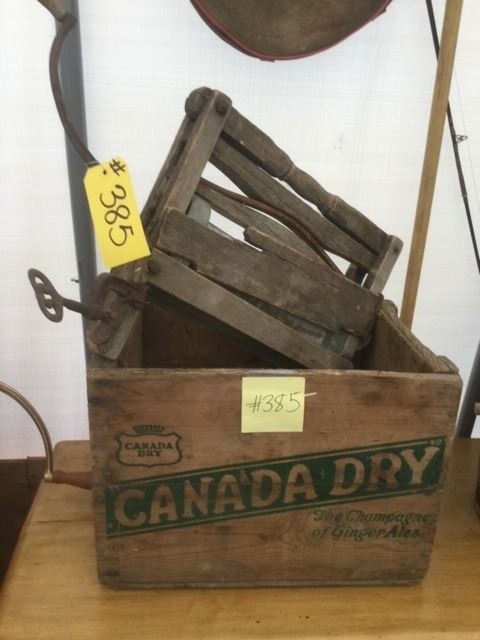 #
385
#385
CANADA
DRY
CANADA DRY
The Champagne
of Ginger Ales